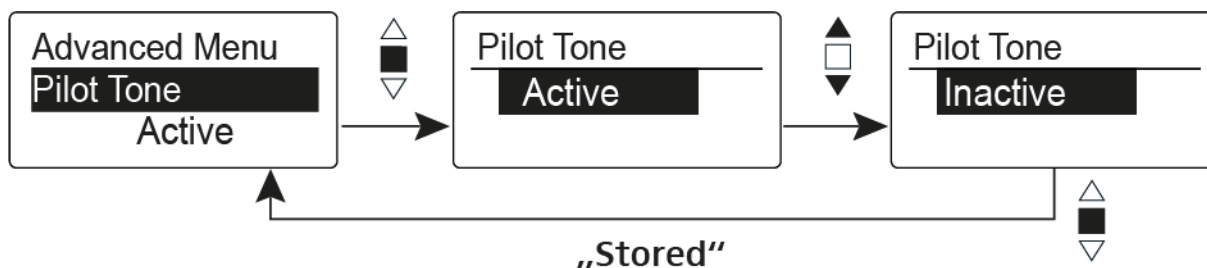 Advanced Menu
Pilot Tone
Active
Pilot Tone
Active
Pilot Tone
Inactive
„Stored“